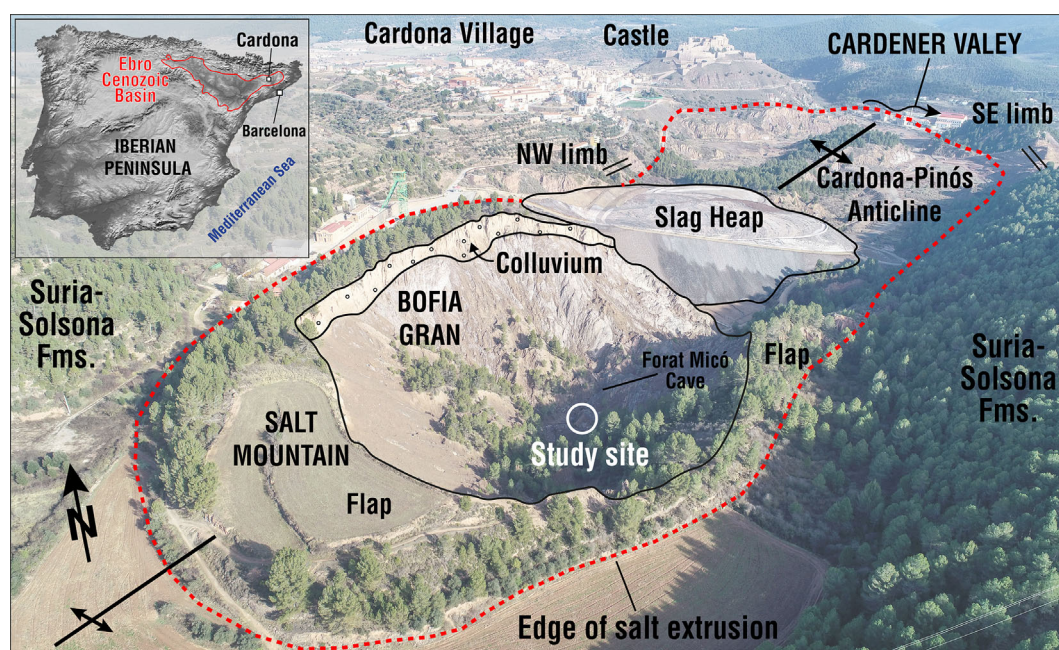 Cardona
Ebro
Cenozoic
Basin
Barcelona
IBERIAN
PENINSULA
Mediterranean Sea
Cardona Village
Castle
CARDENER VALEY
SE limb
NW limb
Cardona-Pinós
Anticline
Slag Heap
Colluvium
BOFIA
GRAN
Suria-
Solsona
Fms.
Forat Micó
Cave
Flap
Suria-
Solsona
Fms.
SALT
MOUNTAIN
Study site
Flap
N
Edge of salt extrusion